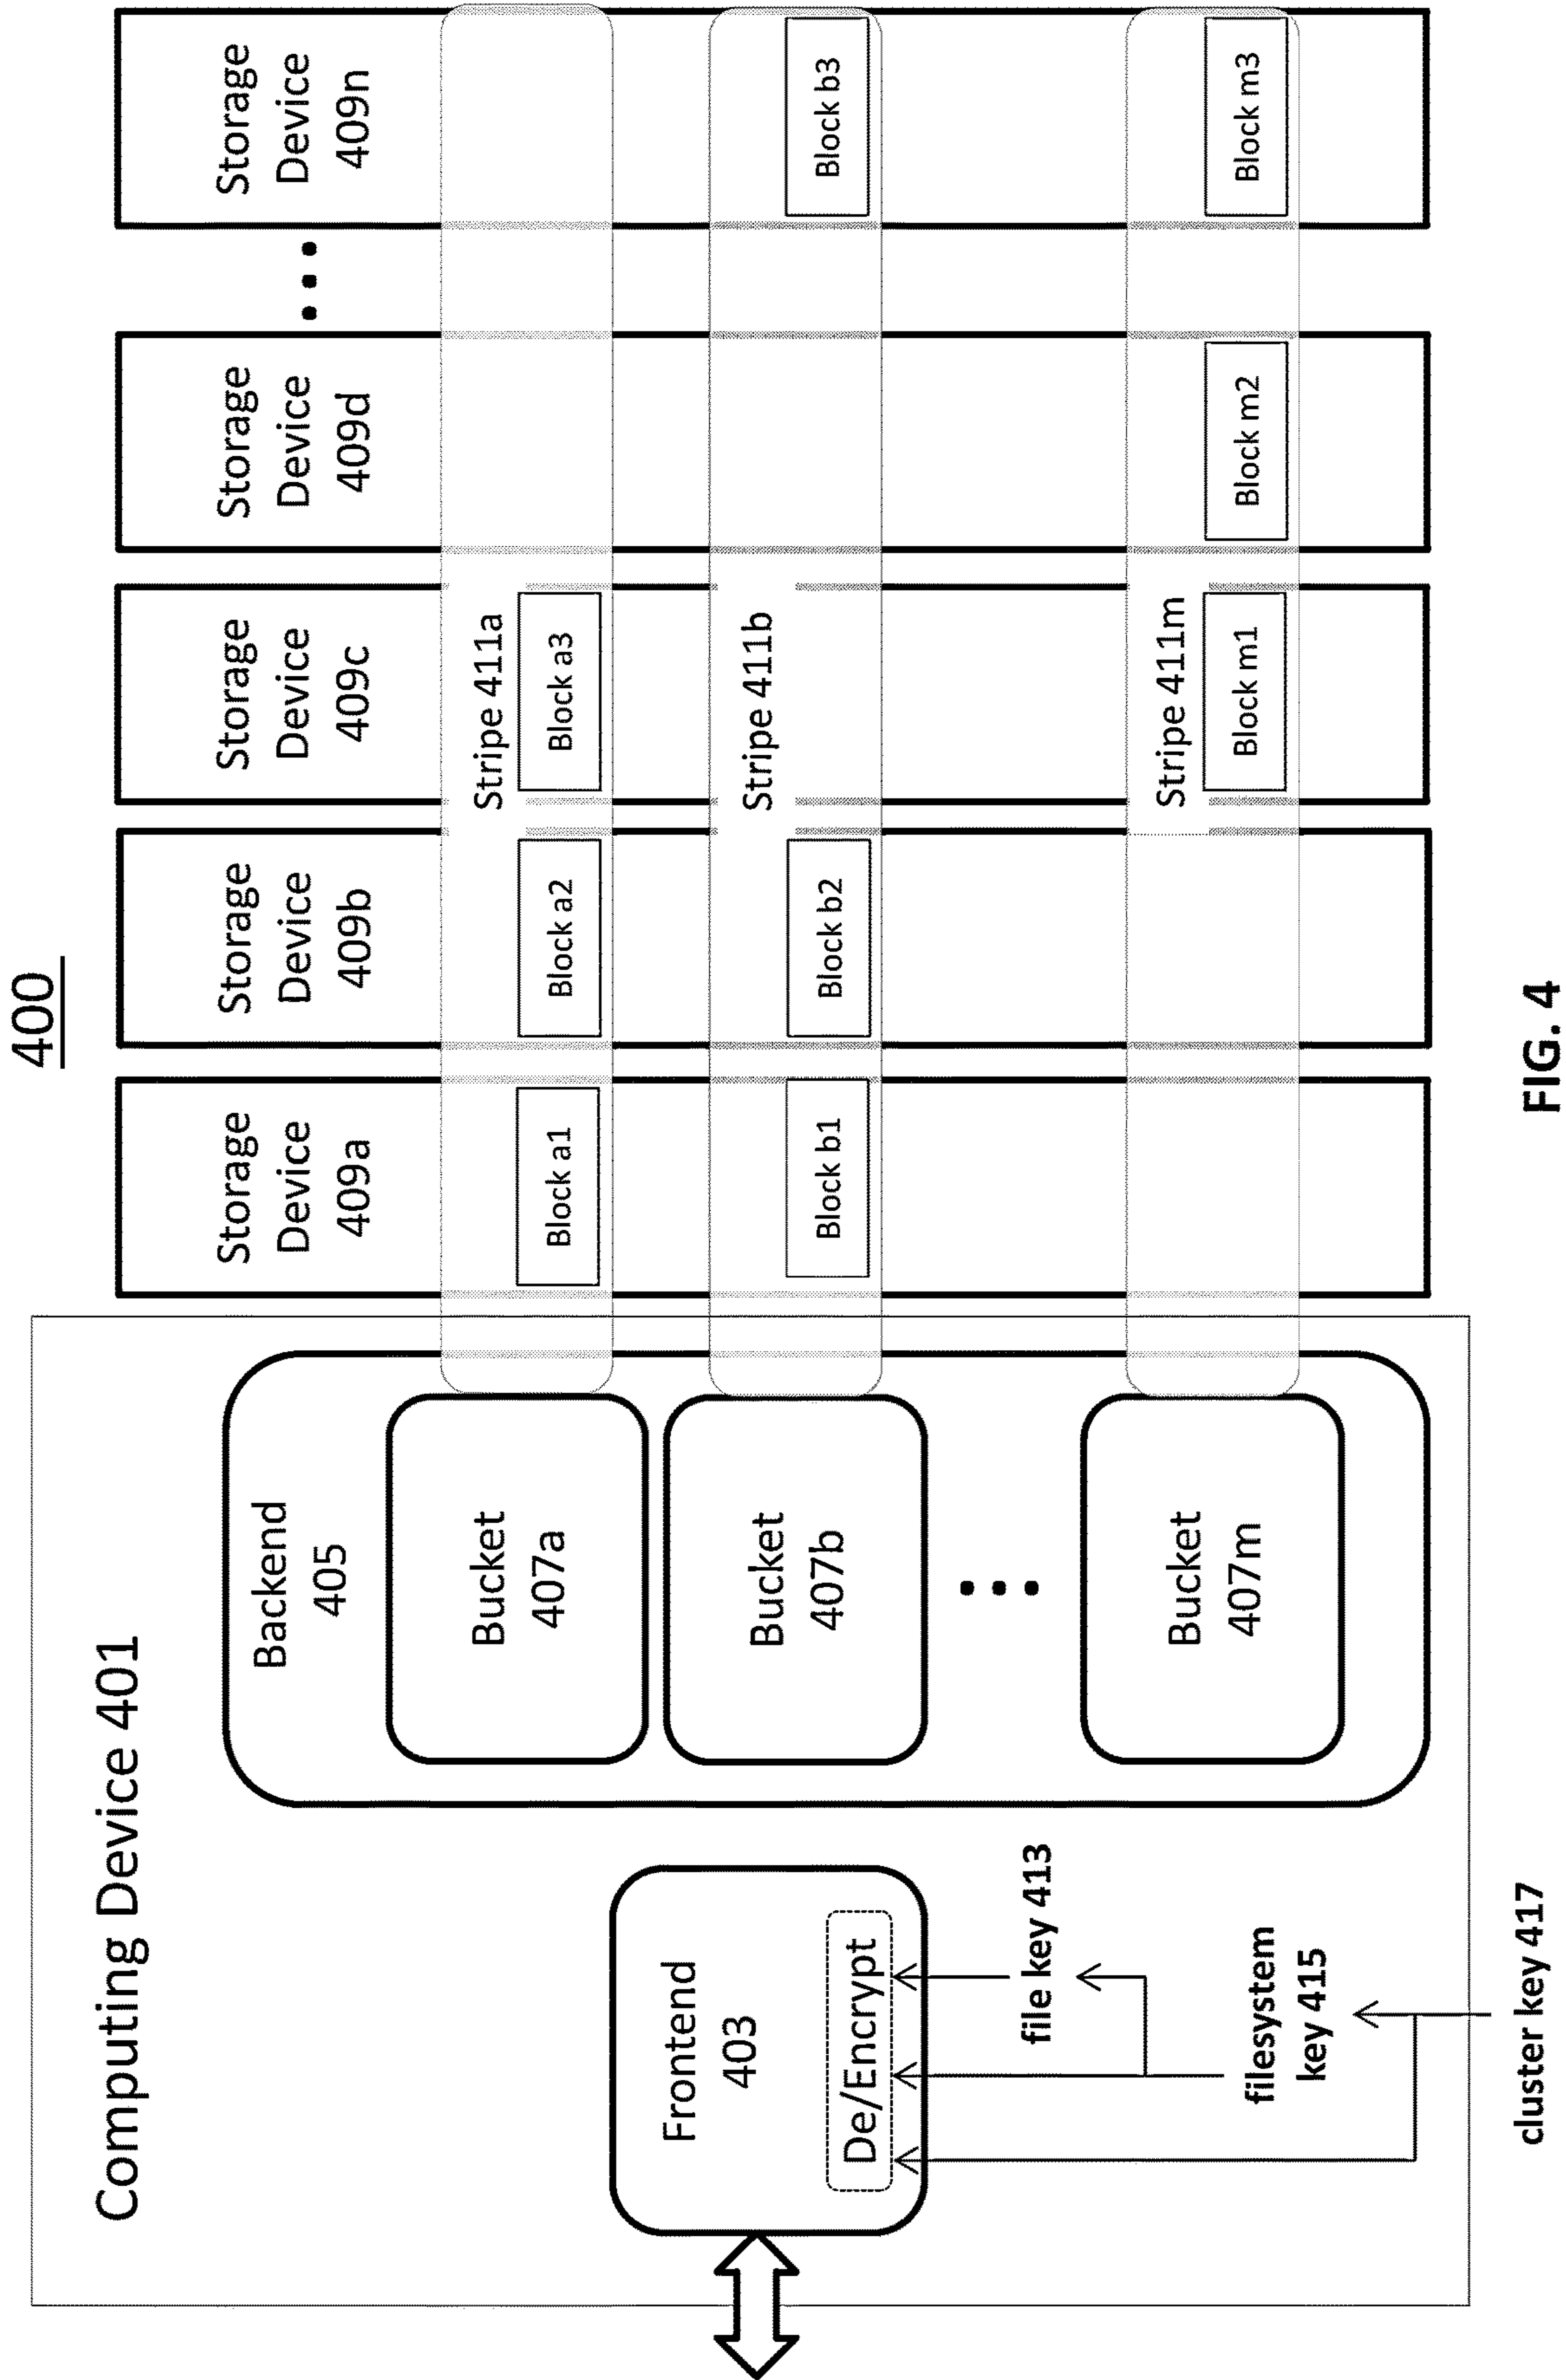 400
Computing Device 401
Frontend
403
De/Encrypt
file key 413
filesystem
key 415
cluster key 417
Backend
405
Bucket
407a
Bucket
407b
Bucket
407m
Storage
Device
409a
Storage
Device
409b
Storage
Device
409c
Storage
Device
409d
Storage
Device
409n
Stripe 411a
Block a1
Block a2
Block a3
Stripe 411b
Block b1
Block b2
Block b3
Stripe 411m
Block m1
Block m2
Block m3
FIG. 4